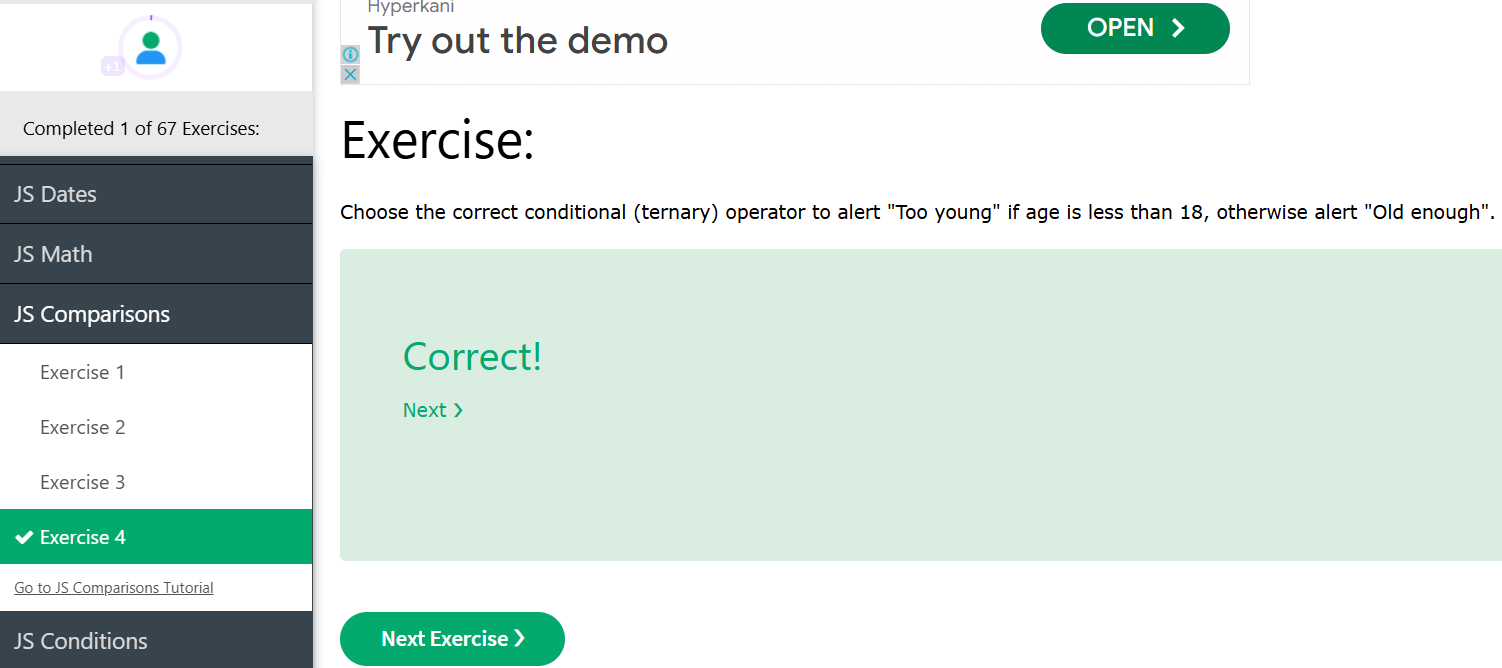 +1
Completed 1 of 67 Exercises:
JS Dates
JS Math
JS Comparisons
Exercise 1
Exercise 2
Exercise 3
Exercise 4
Go to JS Comparisons Tutorial
JS Conditions
Hyperkani
Try out the demo
OPEN
Exercise:
Choose the correct conditional (ternary) operator to alert "Too young" if age is less than 18, otherwise alert "Old enough".
Correct!
Next ❯
Next Exercise ❯